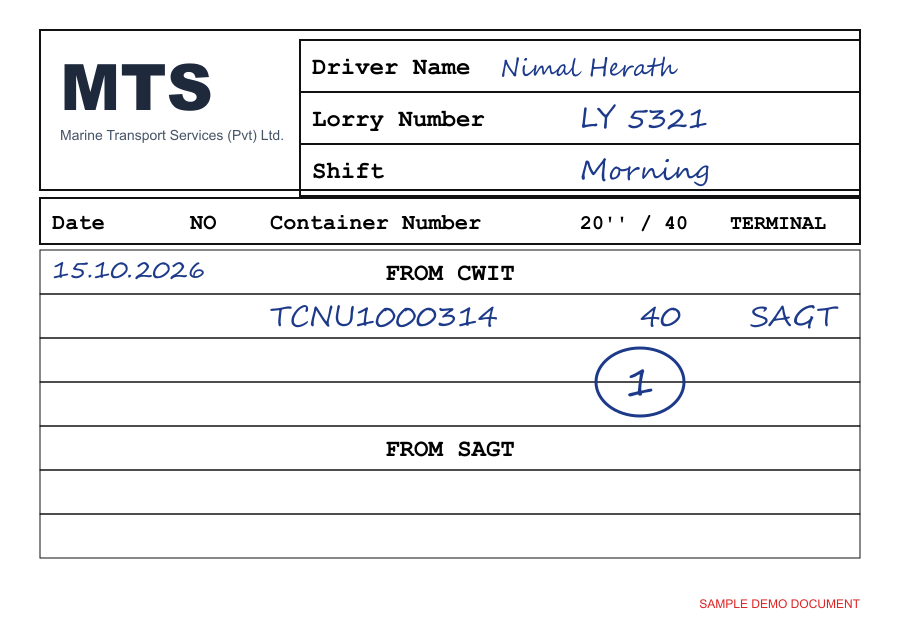 MTS
Marine Transport Services (Pvt) Ltd.
Driver Name Nimal Herath
Lorry Number LY 5321
Shift Morning
Date NO Container Number 20'' / 40 TERMINAL
15.10.2026 FROM CWIT
TCNU1000314 40 SAGT
1
FROM SAGT
SAMPLE DEMO DOCUMENT